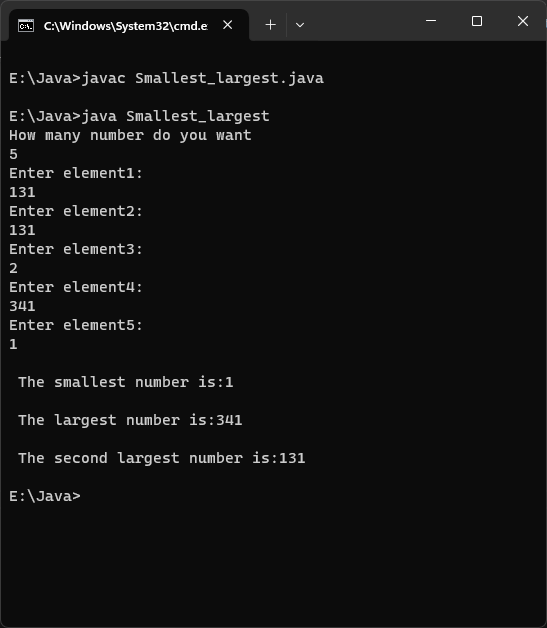 C:\Windows\System32\cmd.e
E:\Java>javac Smallest_largest.java
E:\Java>java Smallest_largest
How many number do you want
5
Enter element1:
131
Enter element2:
131
Enter element3:
2
Enter element4:
341
Enter element5:
1
The smallest number is:1
The largest number is:341
The second largest number is:131
E:\Java>